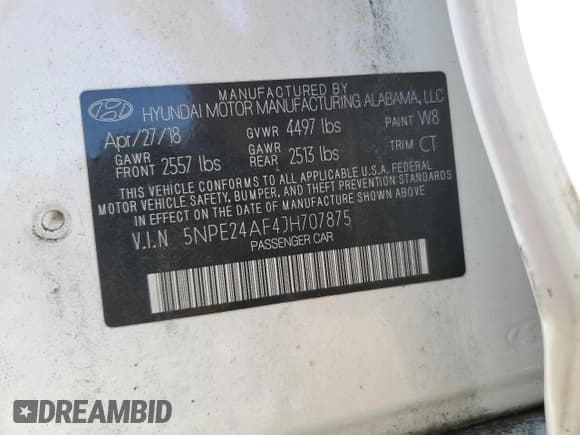 MANUFACTURED BY
HYUNDAI MOTOR MANUFACTURING ALABAMA, LLC
Apr/27/18 GVWR 4497 lbs PAINT W8
GAWR FRONT 2557 lbs GAWR REAR 2513 lbs TRIM CT
THIS VEHICLE CONFORMS TO ALL APPLICABLE U.S.A. FEDERAL
MOTOR VEHICLE SAFETY, BUMPER, AND THEFT PREVENTION
STANDARDS IN EFFECT ON THE DATE OF MANUFACTURE SHOWN ABOVE
V.I.N 5NPE24AF4JH707875
PASSENGER CAR
DREAMBID